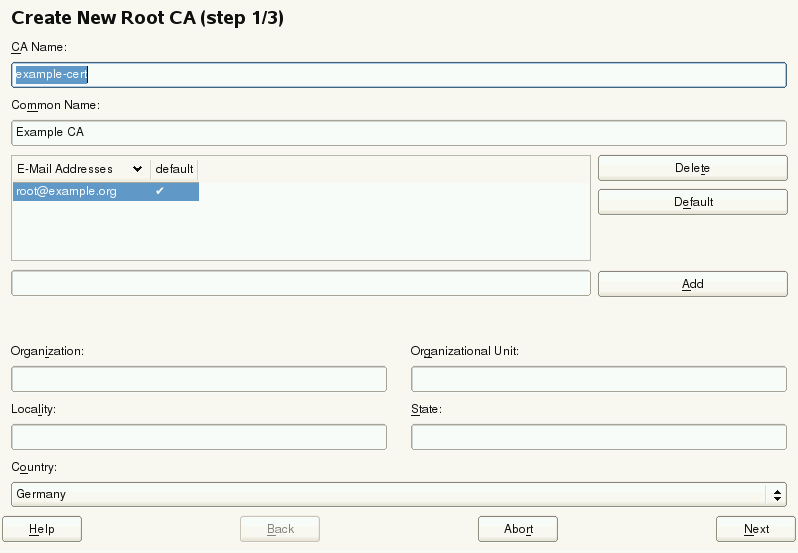 Create New Root CA (step 1/3)
CA Name:
example-cert
Common Name:
Example CA
E-Mail Addresses default
root@example.org ✔
Delete
Default
Add
Organization:
Organizational Unit:
Locality:
State:
Country:
Germany
Help Back Abort Next